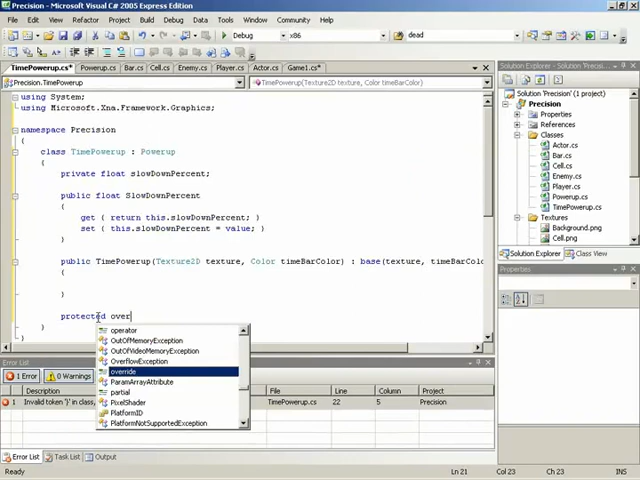 Precision - Microsoft Visual C# 2005 Express Edition
File Edit View Refactor Project Build Debug Data Tools Window Community Help
Debug x86 dead
TimePowerup.cs* Powerup.cs Bar.cs Cell.cs Enemy.cs Player.cs Actor.cs Game1.cs*
Precision.TimePowerup TimePowerup(Texture2D texture, Color timeBarColor)
using System;
using Microsoft.Xna.Framework.Graphics;
namespace Precision
{
class TimePowerup : Powerup
{
private float slowDownPercent;
public float SlowDownPercent
{
get { return this.slowDownPercent; }
set { this.slowDownPercent = value; }
}
public TimePowerup(Texture2D texture, Color timeBarColor) : base(texture, timeBarColo
{
}
protected over
}
}
operator
OutOfMemoryException
OutOfVideoMemoryException
OverflowException
override
ParamArrayAttribute
partial
PixelShader
PlatformID
PlatformNotSupportedException
Solution Explorer - Solution 'Precisi...
Solution 'Precision' (1 project)
Precision
Properties
References
Classes
Actor.cs
Bar.cs
Cell.cs
Enemy.cs
Player.cs
Powerup.cs
TimePowerup.cs
Textures
Background.png
Cell.png
Solution Explorer Class View
Properties
Error List
1 Error 0 Warnings
Description File Line Column Project
1 Invalid token '}' in class, TimePowerup.cs 22 5 Precision
Error List Task List Output
Ready Ln 21 Col 23 Ch 23 INS